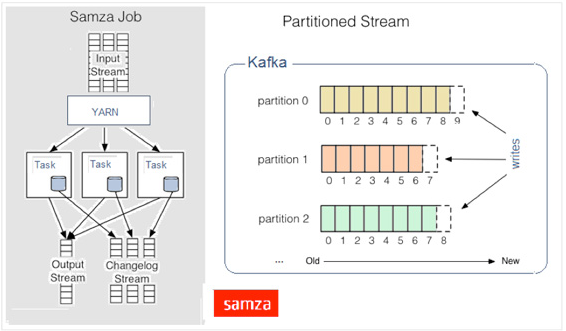 Samza Job
Input
Stream
YARN
Task
Task
Task
Output
Stream
Changelog
Stream
Partitioned Stream
Kafka
partition 0
0 1 2 3 4 5 6 7 8 9
partition 1
0 1 2 3 4 5 6 7
partition 2
0 1 2 3 4 5 6 7 8
writes
... Old New
samza